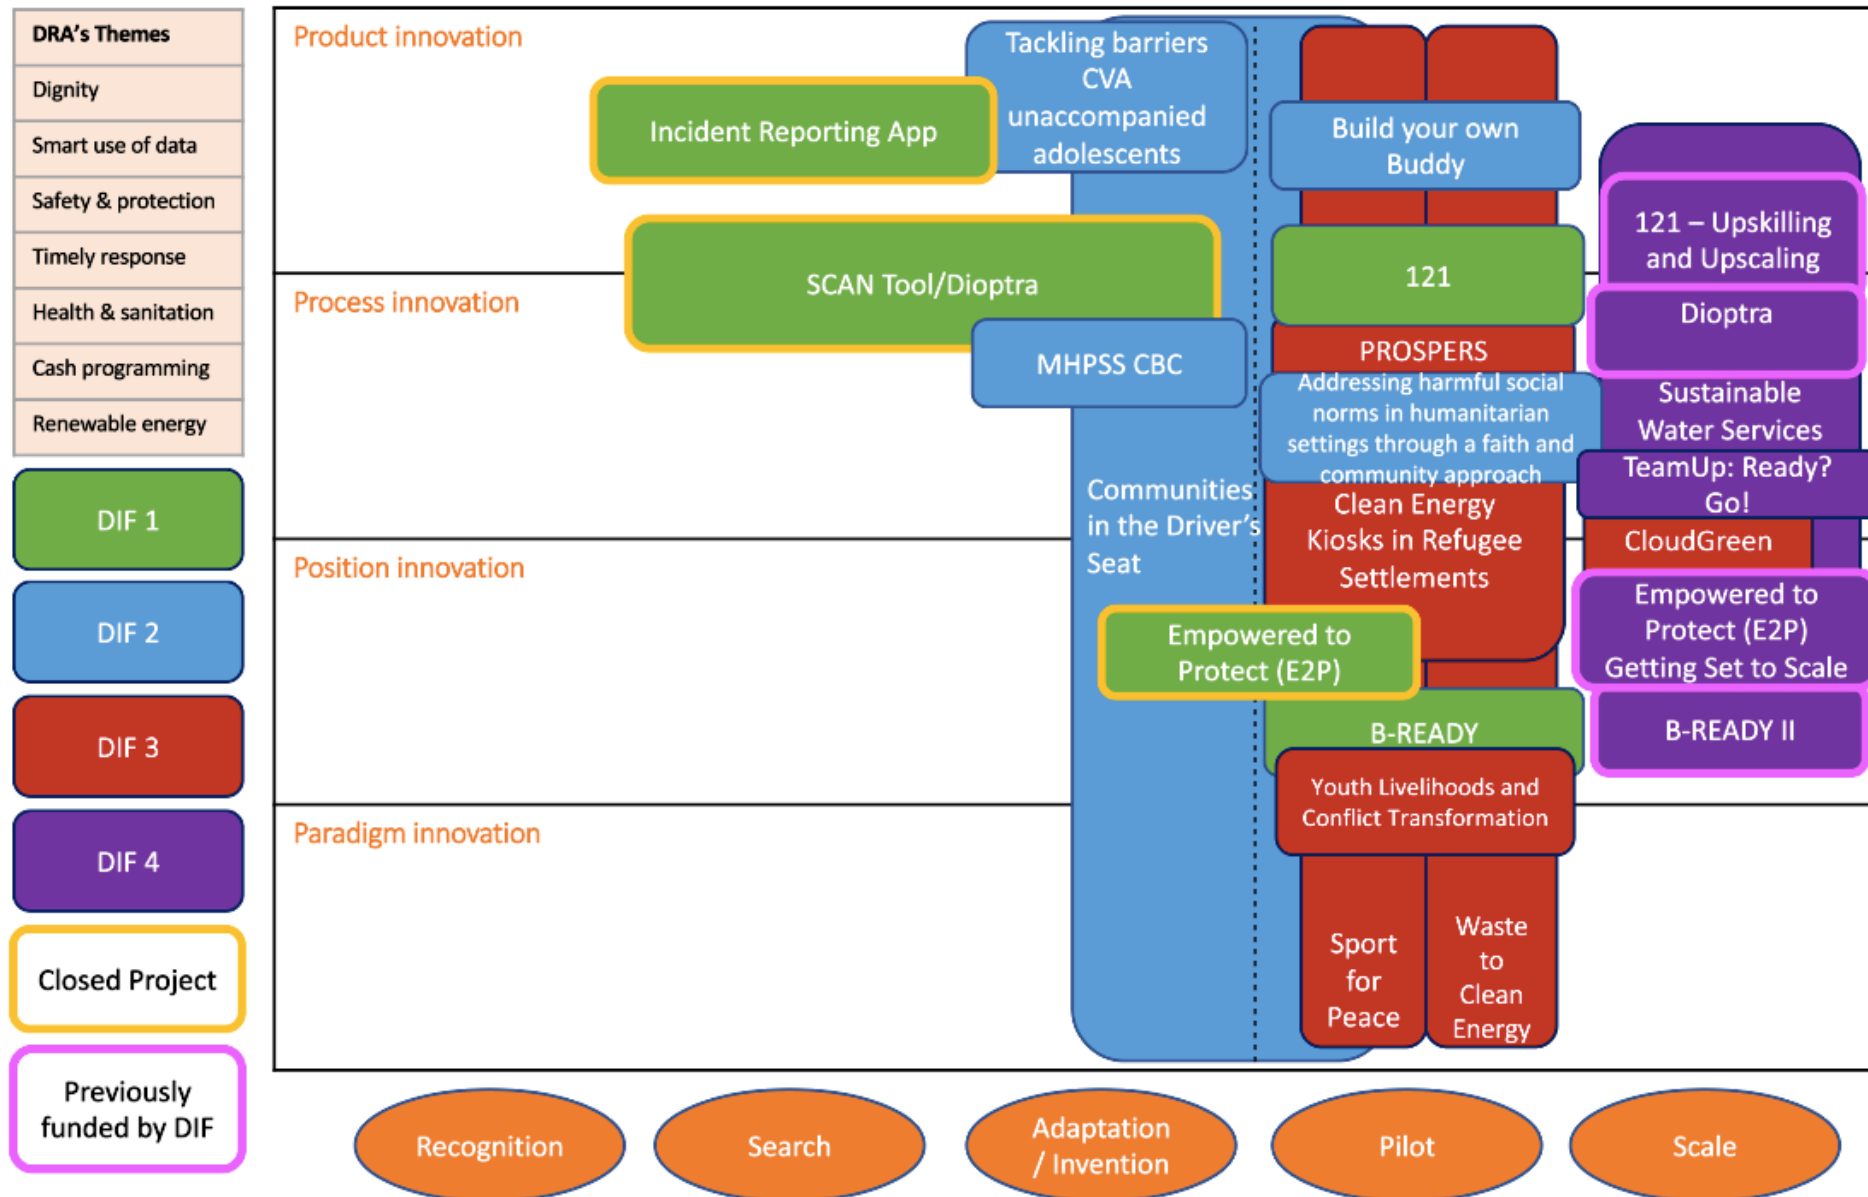 DRA's Themes
Dignity
Smart use of data
Safety & protection
Timely response
Health & sanitation
Cash programming
Renewable energy
DIF 1
DIF 2
DIF 3
DIF 4
Closed Project
Previously
funded by DIF
Product innovation
Incident Reporting App
Tackling barriers
CVA
unaccompanied
adolescents
Build your own
Buddy
121 – Upskilling
and Upscaling
Process innovation
SCAN Tool/Dioptra
121
Dioptra
MHPSS CBC
PROSPERS
Addressing harmful social
norms in humanitarian
settings through a faith and
community approach
Sustainable
Water Services
TeamUp: Ready?
Go!
Communities
in the Driver's
Seat
Clean Energy
Kiosks in Refugee
Settlements
CloudGreen
Position innovation
Empowered to
Protect (E2P)
Empowered to
Protect (E2P)
Getting Set to Scale
B-READY
B-READY II
Youth Livelihoods and
Conflict Transformation
Paradigm innovation
Sport
for
Peace
Waste
to
Clean
Energy
Recognition
Search
Adaptation
/ Invention
Pilot
Scale